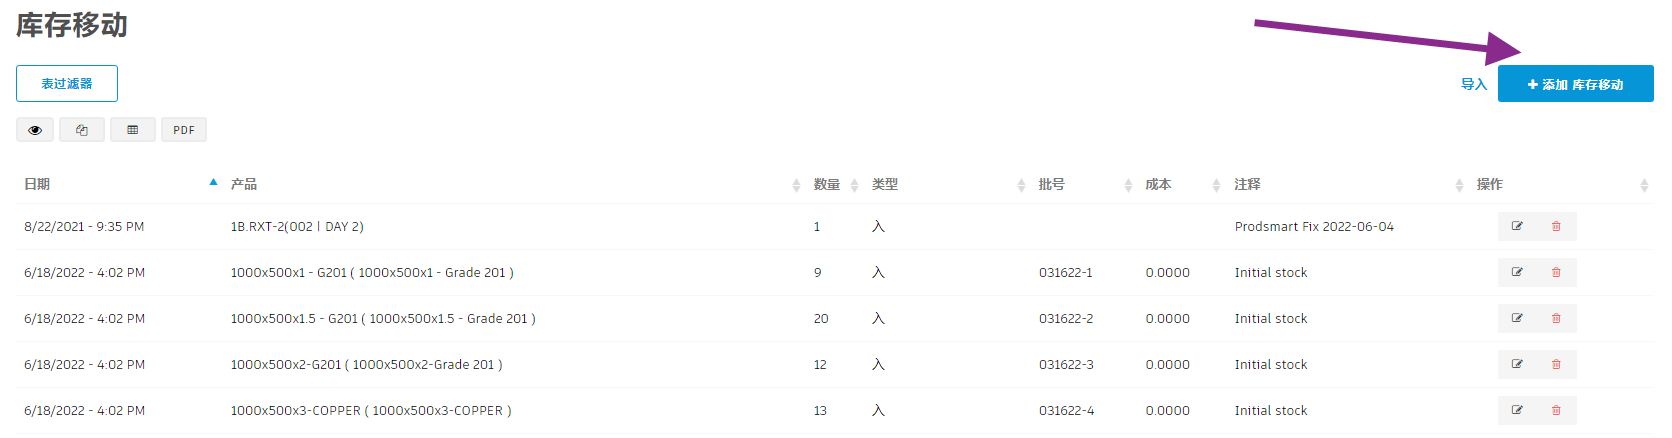 库存移动
表过滤器
导入 添加 库存移动
PDF
日期 产品 数量 类型 批号 成本 注释 操作
8/22/2021 - 9:35 PM 1B.RXT-2(002 | DAY 2) 1 入 Prodsmart Fix 2022-06-04
6/18/2022 - 4:02 PM 1000x500x1 - G201 ( 1000x500x1 - Grade 201 ) 9 入 031622-1 0.0000 Initial stock
6/18/2022 - 4:02 PM 1000x500x1.5 - G201 ( 1000x500x1.5 - Grade 201 ) 20 入 031622-2 0.0000 Initial stock
6/18/2022 - 4:02 PM 1000x500x2-G201 ( 1000x500x2-Grade 201 ) 12 入 031622-3 0.0000 Initial stock
6/18/2022 - 4:02 PM 1000x500x3-COPPER ( 1000x500x3-COPPER ) 13 入 031622-4 0.0000 Initial stock